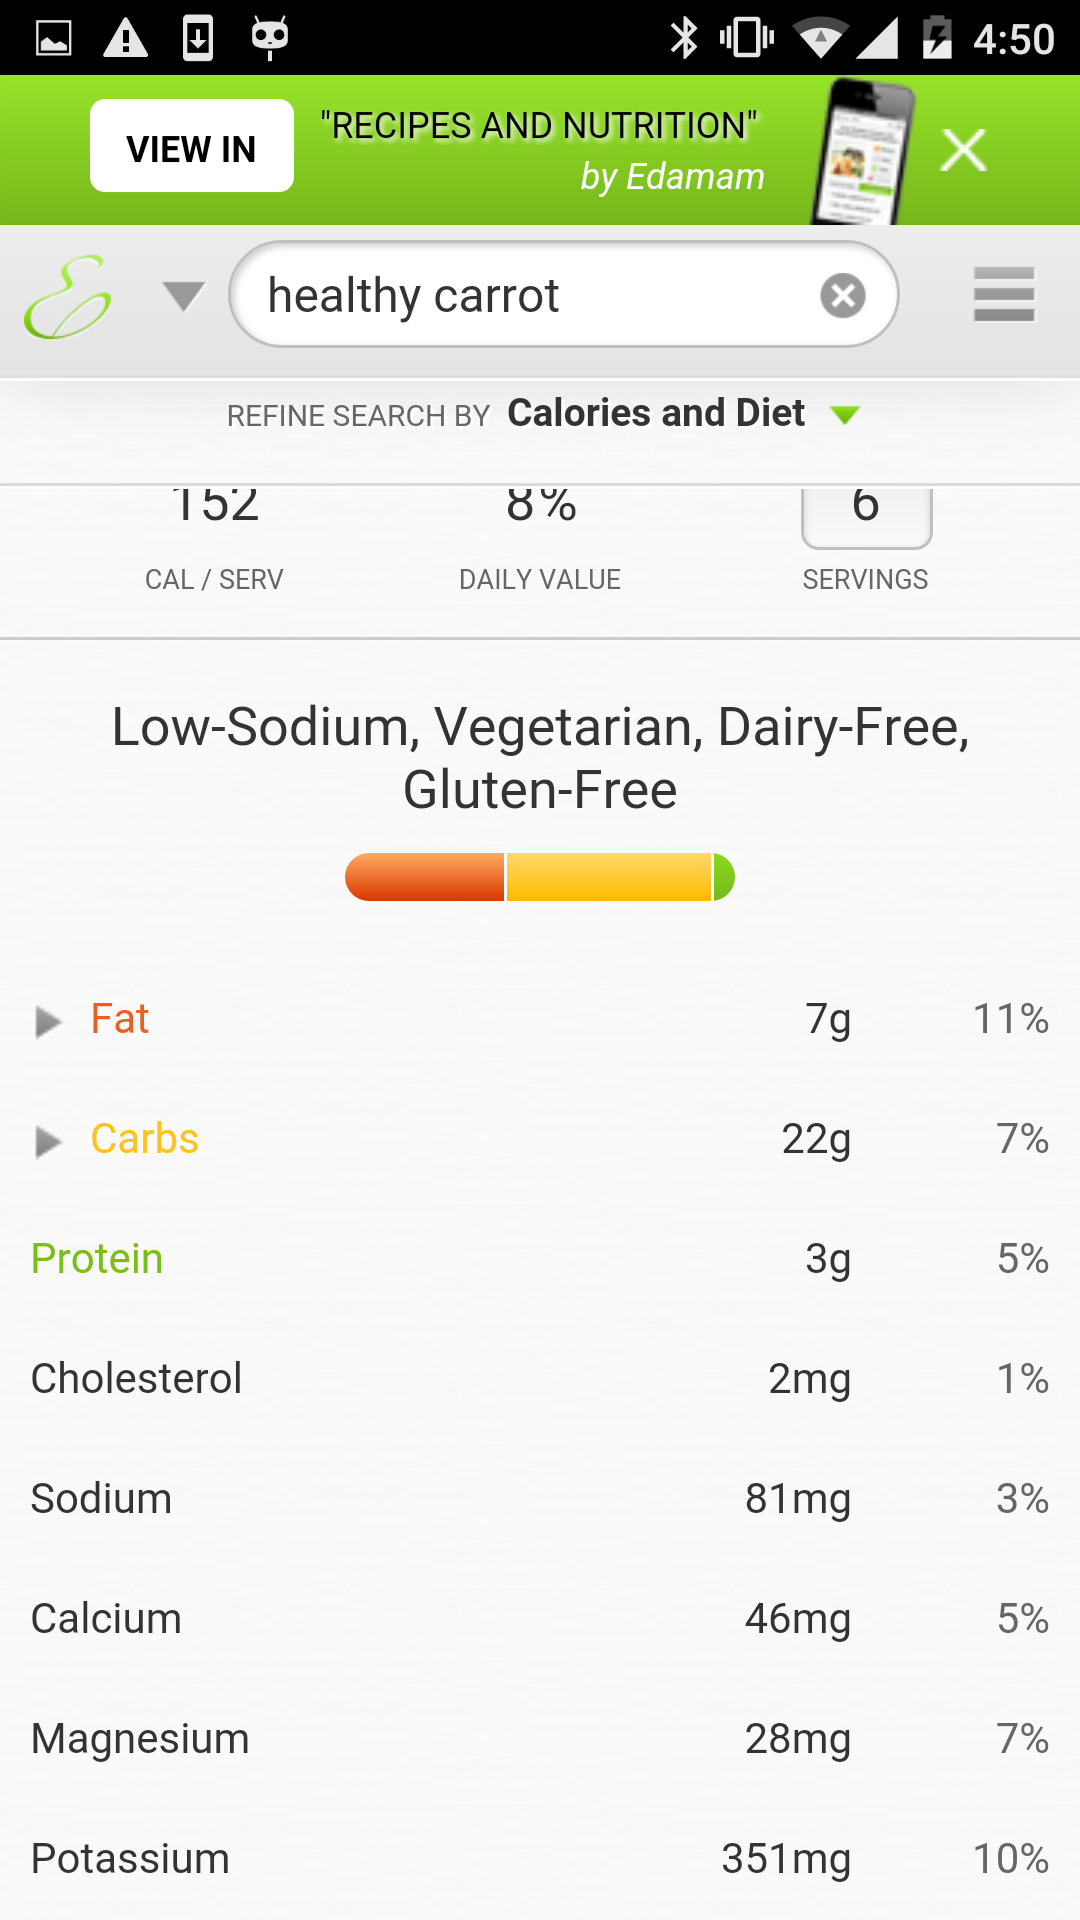 4:50
VIEW IN
"RECIPES AND NUTRITION"
by Edamam
healthy carrot
REFINE SEARCH BY Calories and Diet
152 8% 6
CAL / SERV DAILY VALUE SERVINGS
Low-Sodium, Vegetarian, Dairy-Free,
Gluten-Free
Fat 7g 11%
Carbs 22g 7%
Protein 3g 5%
Cholesterol 2mg 1%
Sodium 81mg 3%
Calcium 46mg 5%
Magnesium 28mg 7%
Potassium 351mg 10%